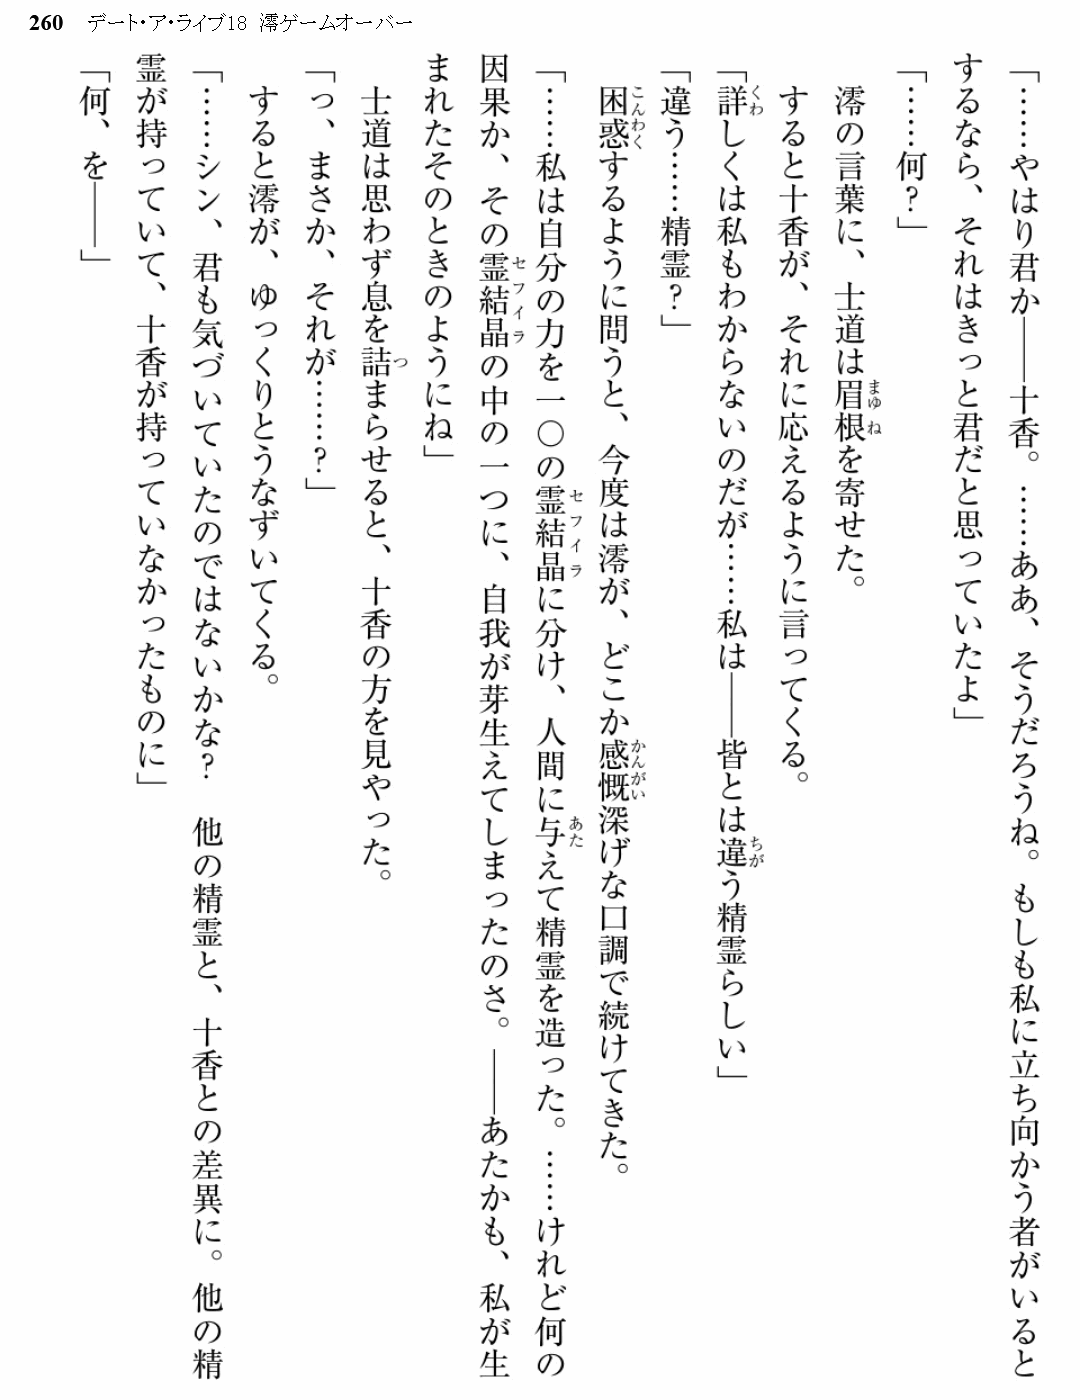 260 デート・ア・ライブ18 澪ゲームオーバー
「……やはり君か――十香。……ああ、そうだろうね。もしも私に立ち向かう者がいると
するなら、それはきっと君だと思っていたよ」
「……何？」
澪の言葉に、士道は眉根を寄せた。
すると十香が、それに応えるように言ってくる。
「詳しくは私もわからないのだが……私は――皆とは違う精霊らしい」
「違う……精霊？」
困惑するように問うと、今度は澪が、どこか感慨深げな口調で続けてきた。
「……私は自分の力を一〇の霊結晶に分け、人間に与えて精霊を造った。……けれど何の
因果か、その霊結晶の中の一つに、自我が芽生えてしまったのさ。――あたかも、私が生
まれたそのときのようにね」
士道は思わず息を詰まらせると、十香の方を見やった。
「っ、まさか、それが……？」
すると澪が、ゆっくりとうなずいてくる。
「……シン、君も気づいていたのではないかな？　他の精霊と、十香との差異に。他の精
霊が持っていて、十香が持っていなかったものに」
「何、を――」